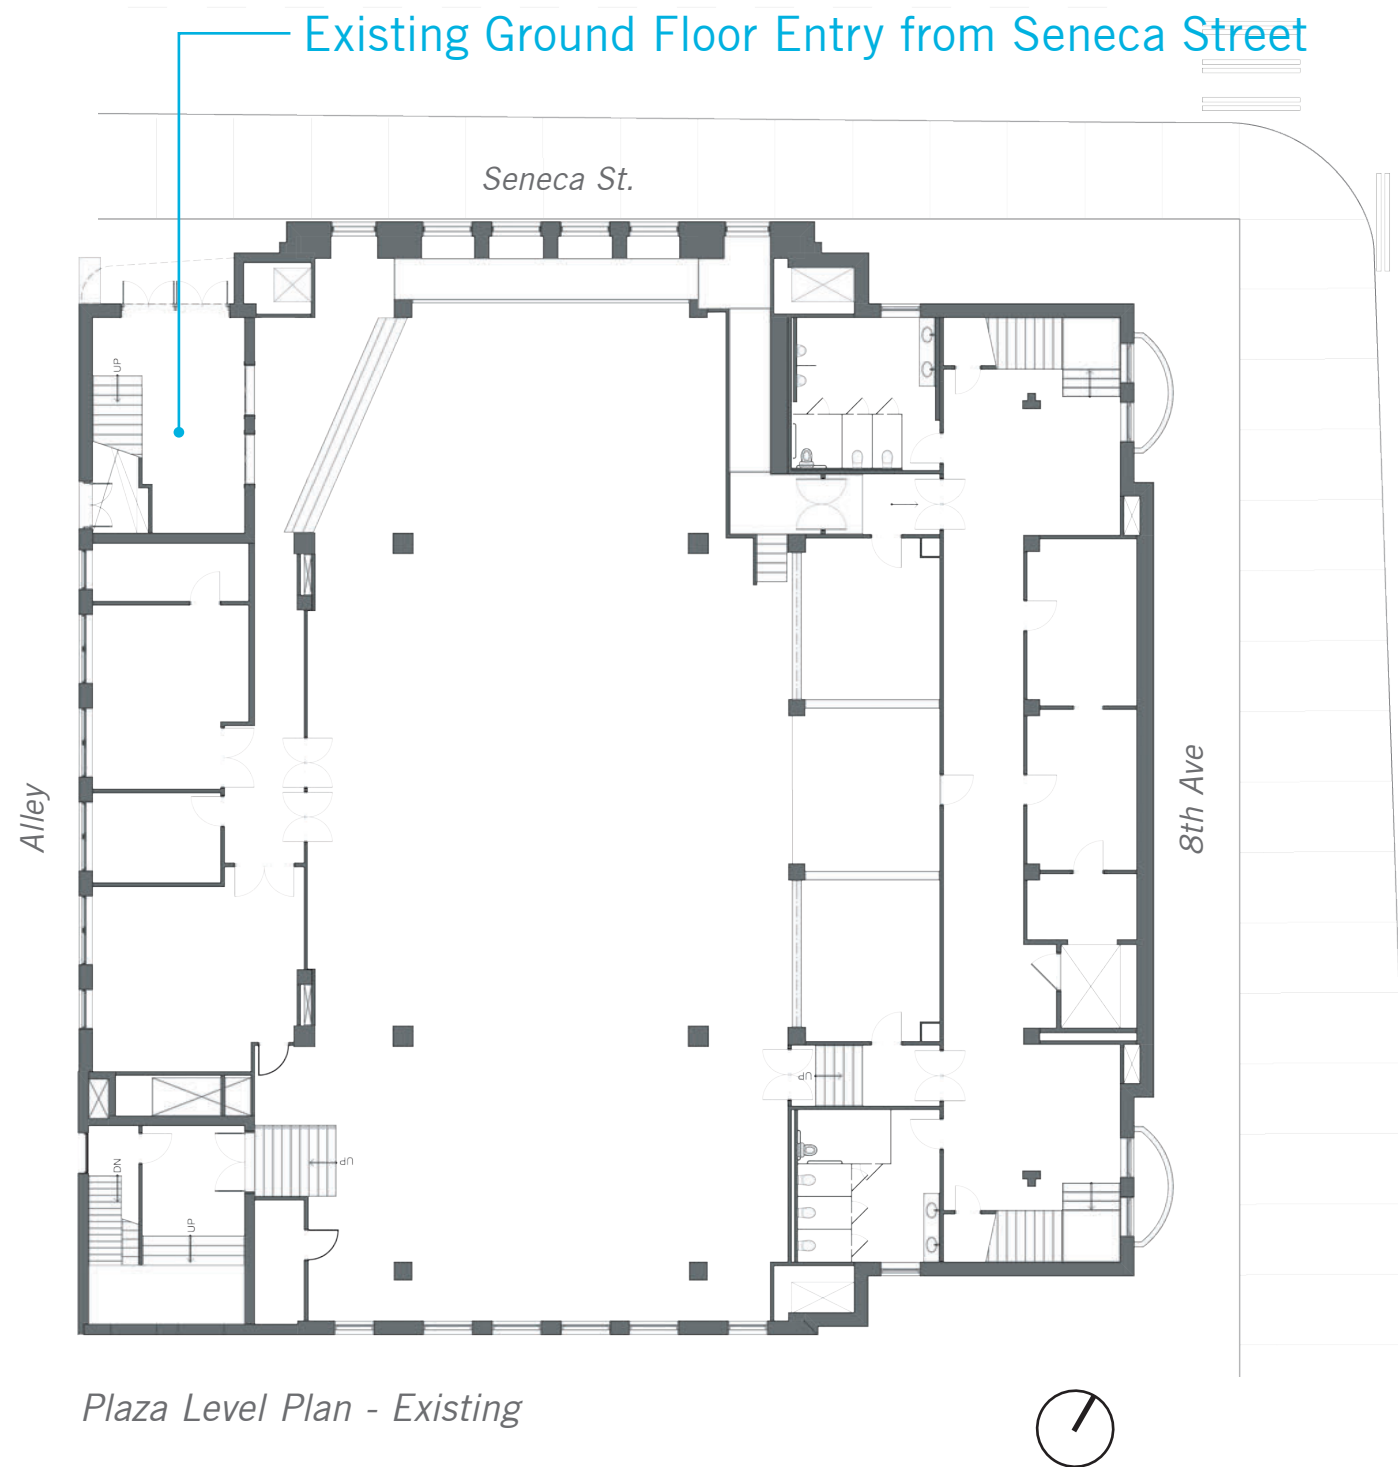 Existing Ground Floor Entry from Seneca Street
Seneca St.
UP
Alley
8th Ave
UP
DN
UP
UP
Plaza Level Plan - Existing